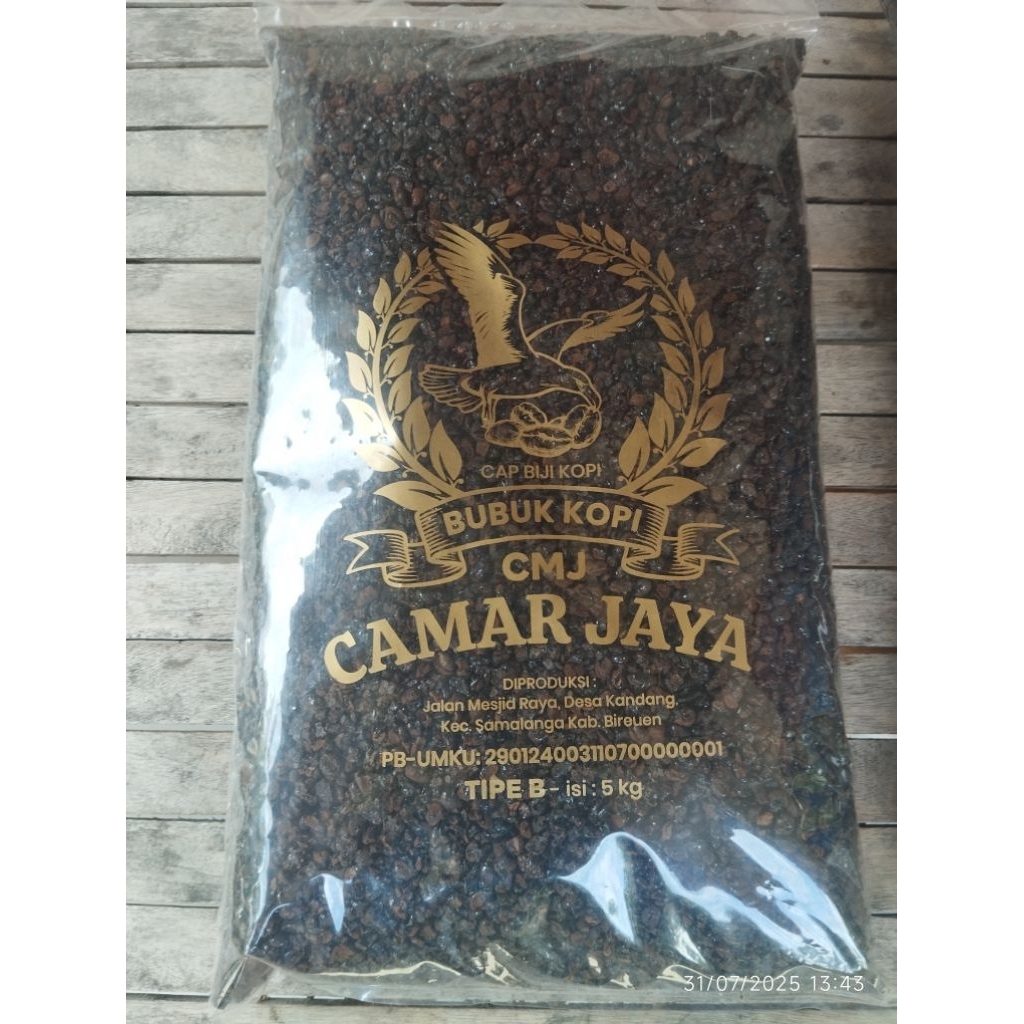 CAP BIJI KOPI
BUBUK KOPI
CMJ
CAMAR JAYA
DIPRODUKSI :
Jalan Mesjid Raya, Desa Kandang.
Kec. Samalanga Kab. Bireuen
PB-UMKU: 290124003110700000001
TIPE B - isi : 5 kg
31/07/2025 13:43